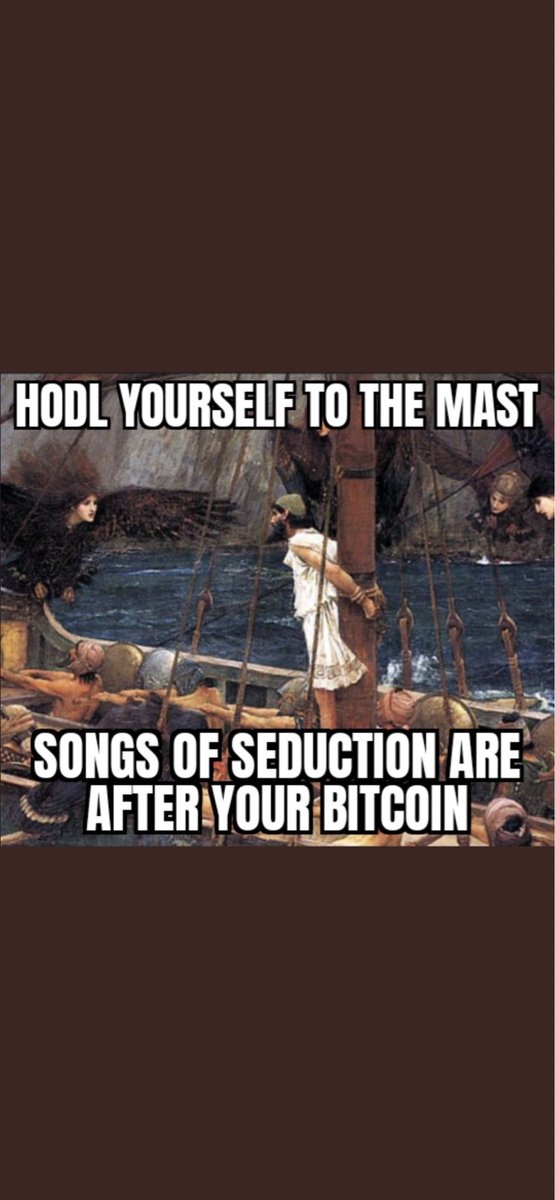 HODL YOURSELF TO THE MAST
SONGS OF SEDUCTION ARE
AFTER YOUR BITCOIN